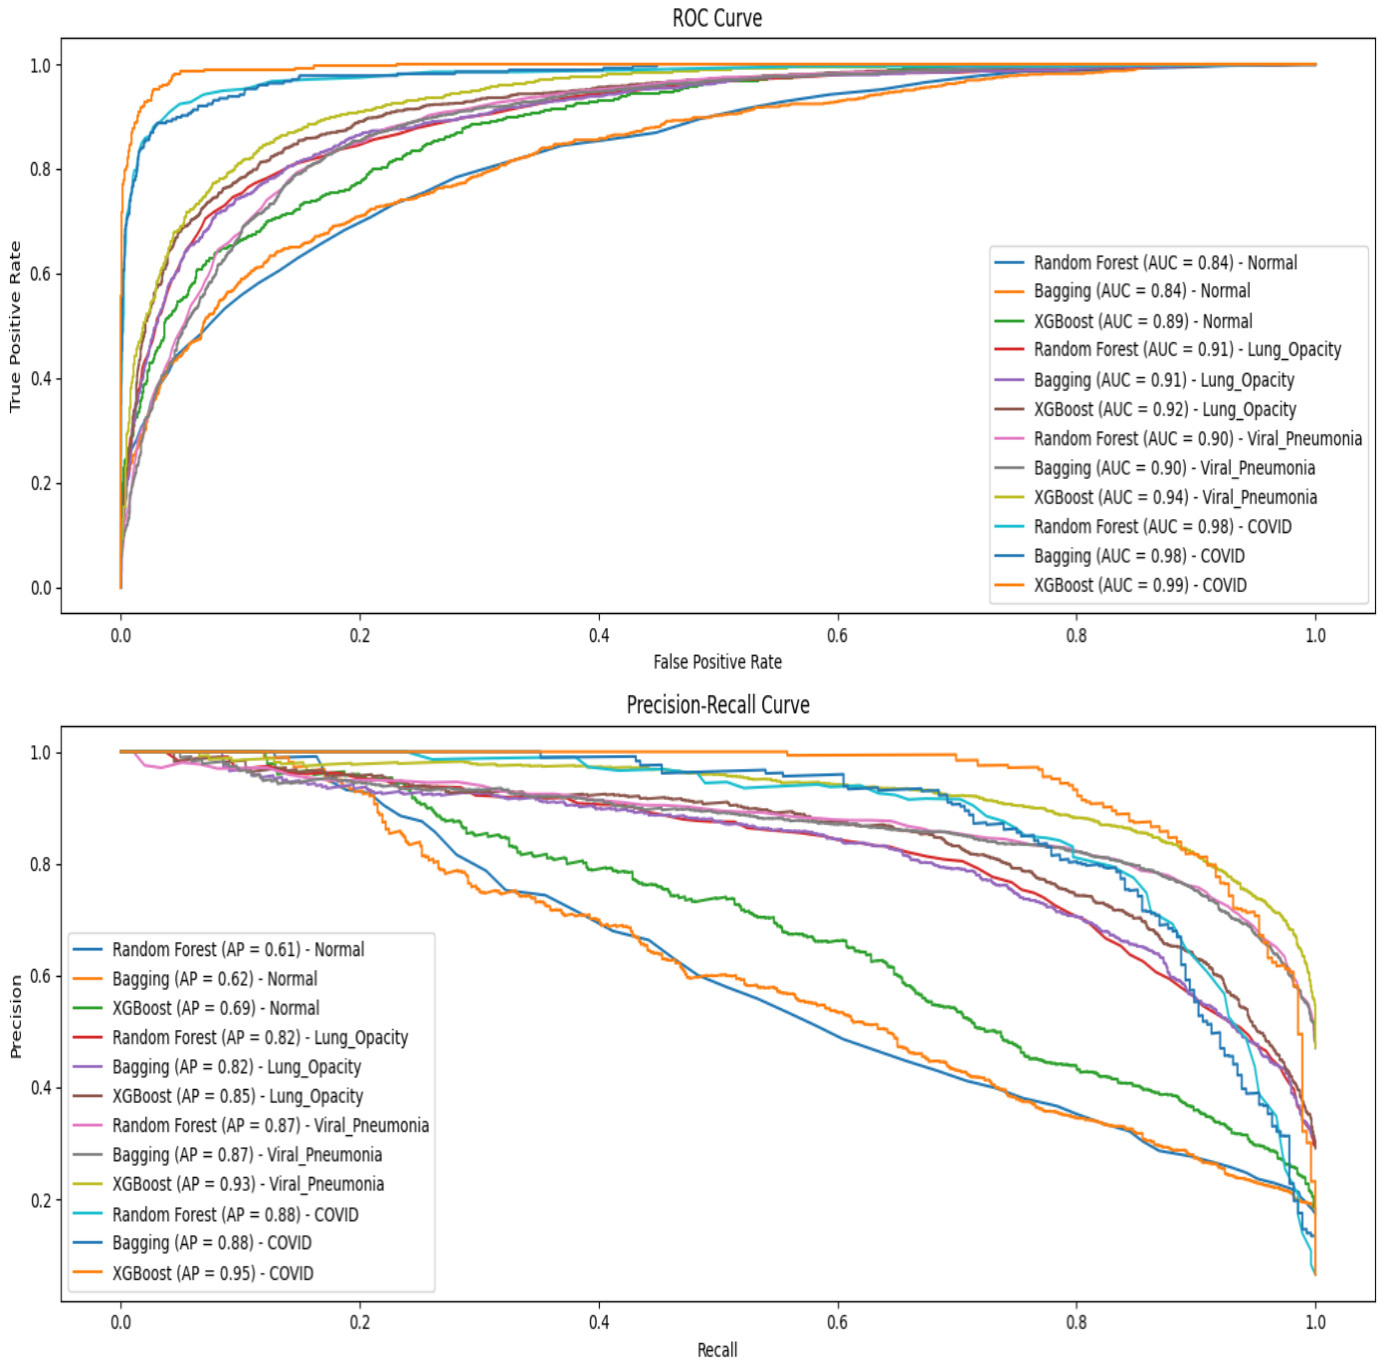 ROC Curve
1.0
0.8
0.6
0.4
0.2
0.0
True Positive Rate
Random Forest (AUC = 0.84) - Normal
Bagging (AUC = 0.84) - Normal
XGBoost (AUC = 0.89) - Normal
Random Forest (AUC = 0.91) - Lung_Opacity
Bagging (AUC = 0.91) - Lung_Opacity
XGBoost (AUC = 0.92) - Lung_Opacity
Random Forest (AUC = 0.90) - Viral_Pneumonia
Bagging (AUC = 0.90) - Viral_Pneumonia
XGBoost (AUC = 0.94) - Viral_Pneumonia
Random Forest (AUC = 0.98) - COVID
Bagging (AUC = 0.98) - COVID
XGBoost (AUC = 0.99) - COVID
0.0 0.2 0.4 0.6 0.8 1.0
False Positive Rate
Precision-Recall Curve
1.0
0.8
0.6
0.4
0.2
Precision
Random Forest (AP = 0.61) - Normal
Bagging (AP = 0.62) - Normal
XGBoost (AP = 0.69) - Normal
Random Forest (AP = 0.82) - Lung_Opacity
Bagging (AP = 0.82) - Lung_Opacity
XGBoost (AP = 0.85) - Lung_Opacity
Random Forest (AP = 0.87) - Viral_Pneumonia
Bagging (AP = 0.87) - Viral_Pneumonia
XGBoost (AP = 0.93) - Viral_Pneumonia
Random Forest (AP = 0.88) - COVID
Bagging (AP = 0.88) - COVID
XGBoost (AP = 0.95) - COVID
0.0 0.2 0.4 0.6 0.8 1.0
Recall